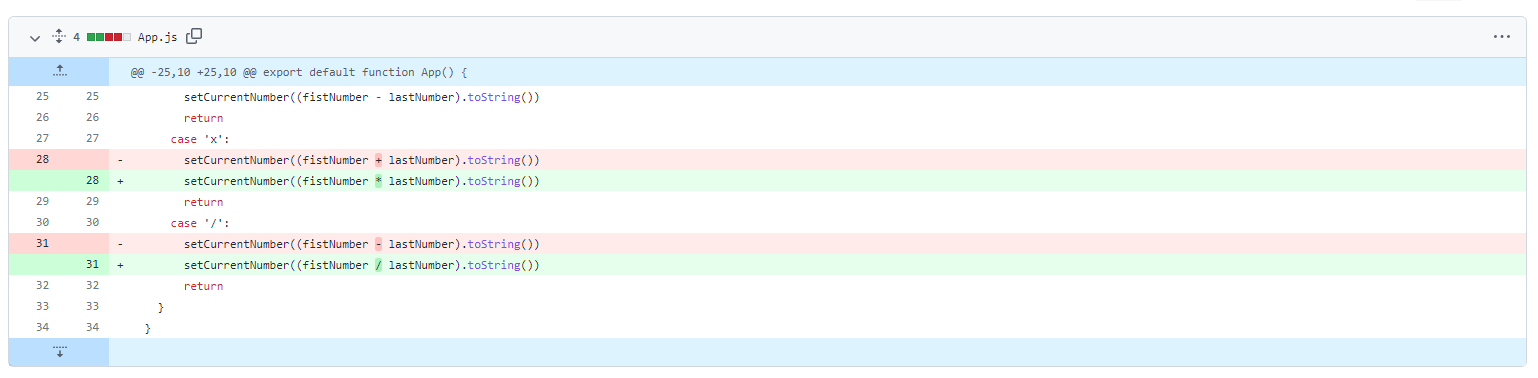 4 App.js
@@ -25,10 +25,10 @@ export default function App() {
25 25 setCurrentNumber((fistNumber - lastNumber).toString())
26 26 return
27 27 case 'x':
28 - setCurrentNumber((fistNumber + lastNumber).toString())
28 + setCurrentNumber((fistNumber * lastNumber).toString())
29 29 return
30 30 case '/':
31 - setCurrentNumber((fistNumber - lastNumber).toString())
31 + setCurrentNumber((fistNumber / lastNumber).toString())
32 32 return
33 33 }
34 34 }